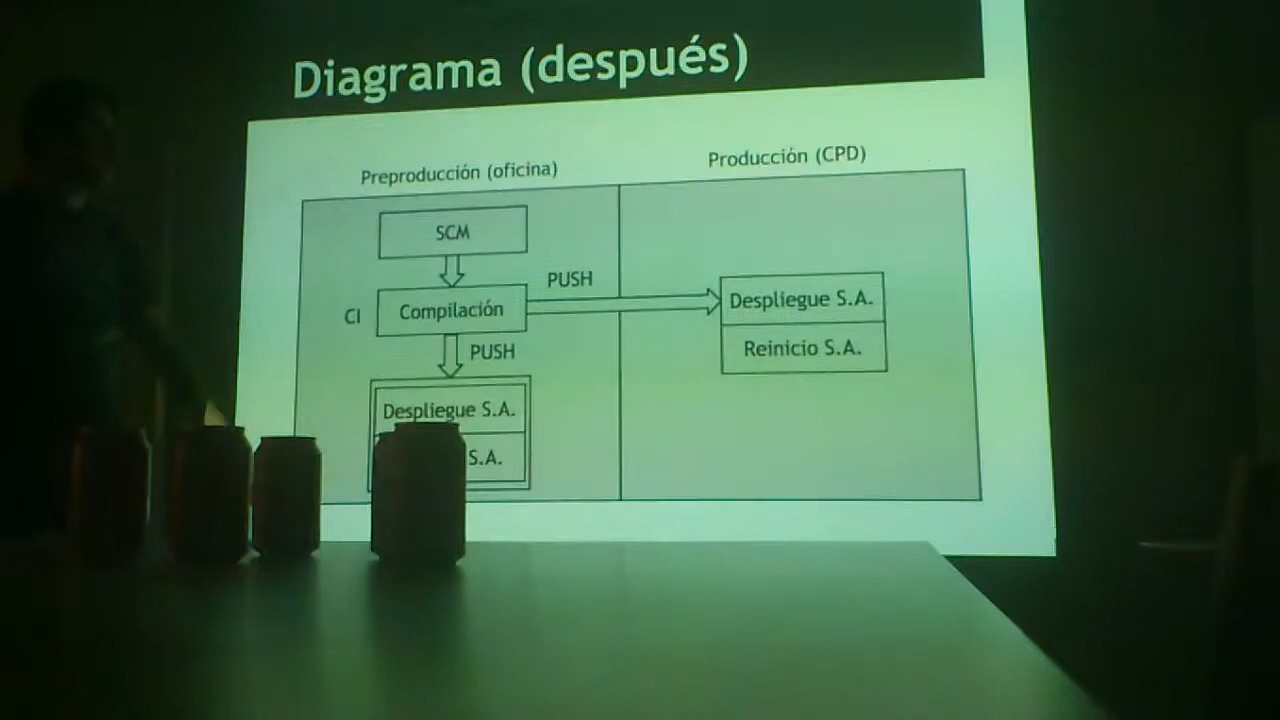 Diagrama (después)
Preproducción (oficina)
Producción (CPD)
SCM
PUSH
CI
Compilación
Despliegue S.A.
Reinicio S.A.
PUSH
Despliegue S.A.
S.A.